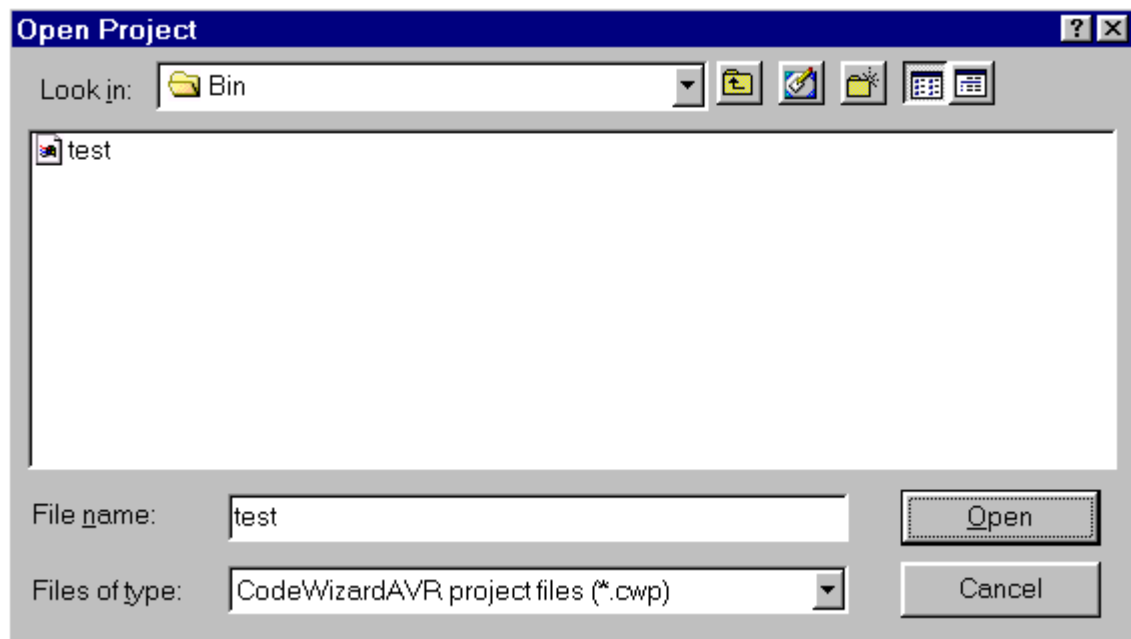 Open Project
Look in: Bin
test
File name: test Open
Files of type: CodeWizardAVR project files (*.cwp) Cancel